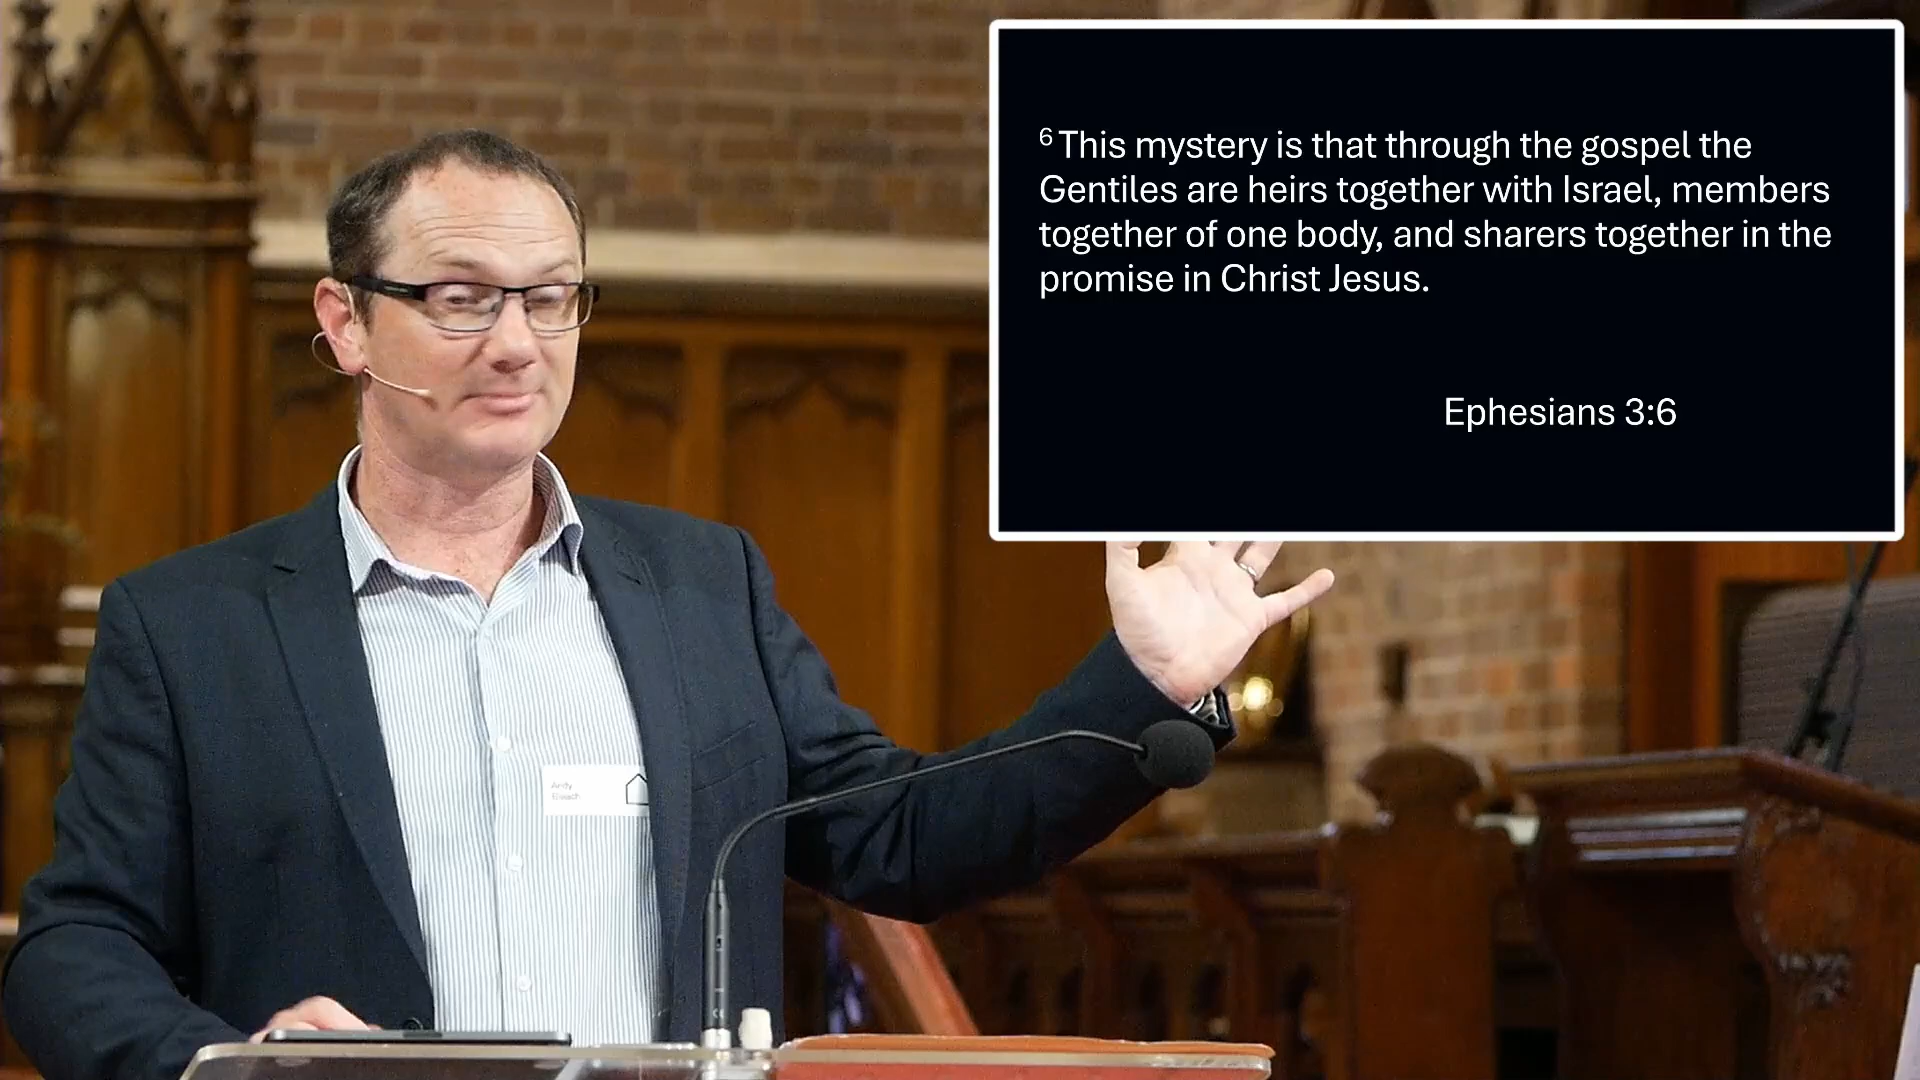 ⁶ This mystery is that through the gospel the
Gentiles are heirs together with Israel, members
together of one body, and sharers together in the
promise in Christ Jesus.
Ephesians 3:6
Andy